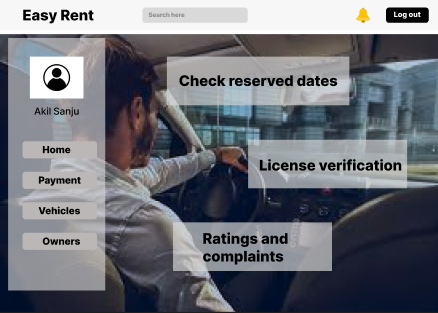 Easy Rent
Search here
Log out
Akil Sanju
Home
Payment
Vehicles
Owners
Check reserved dates
License verification
Ratings and
complaints